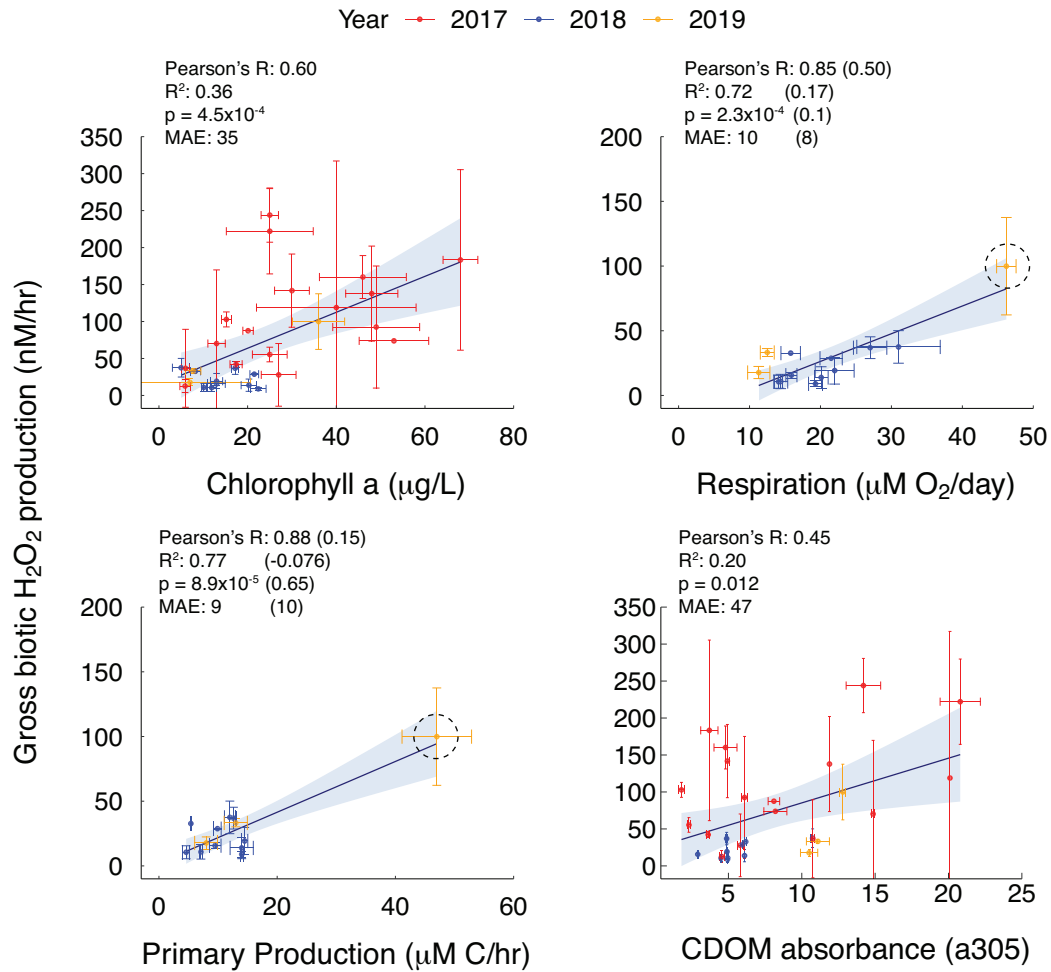 Year 2017 2018 2019
Pearson's R: 0.60
R²: 0.36
p = 4.5x10⁻⁴
MAE: 35
350
300
250
200
150
100
50
0
0 20 40 60 80
Chlorophyll a (μg/L)
Pearson's R: 0.85 (0.50)
R²: 0.72 (0.17)
p = 2.3x10⁻⁴ (0.1)
MAE: 10 (8)
200
150
100
50
0
0 10 20 30 40 50
Respiration (μM O₂/day)
Gross biotic H₂O₂ production (nM/hr)
Pearson's R: 0.88 (0.15)
R²: 0.77 (-0.076)
p = 8.9x10⁻⁵ (0.65)
MAE: 9 (10)
200
150
100
50
0
0 20 40 60
Primary Production (μM C/hr)
Pearson's R: 0.45
R²: 0.20
p = 0.012
MAE: 47
350
300
250
200
150
100
50
0
5 10 15 20 25
CDOM absorbance (a305)